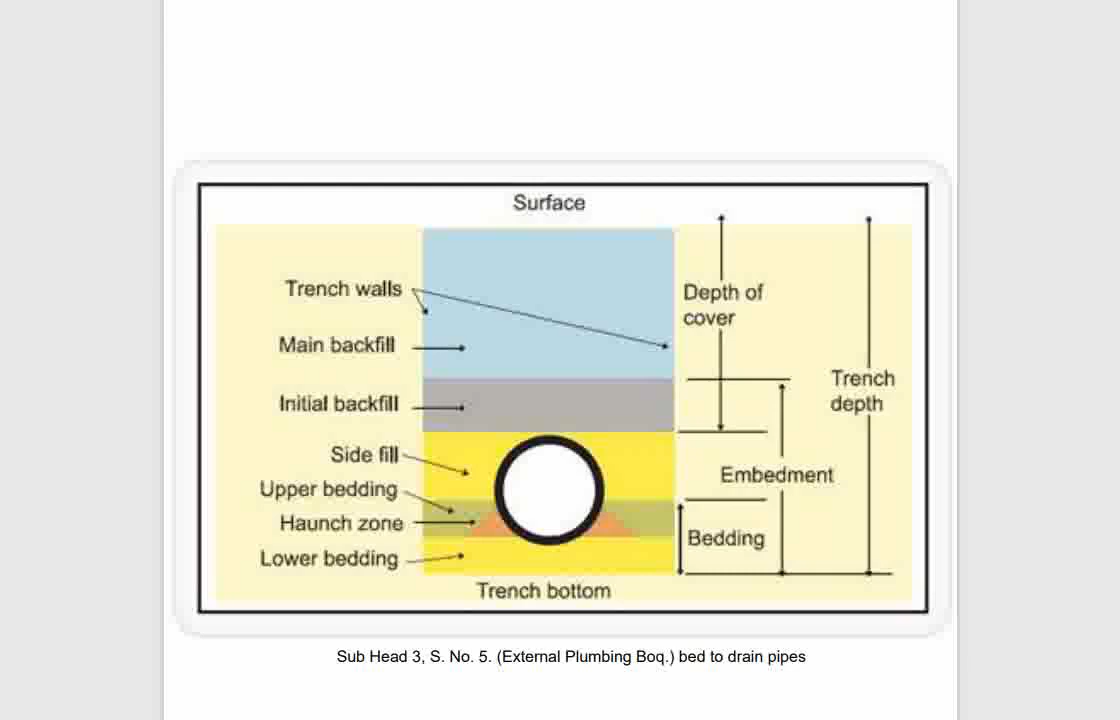 Surface
Trench walls
Main backfill
Initial backfill
Side fill
Upper bedding
Haunch zone
Lower bedding
Trench bottom
Depth of
cover
Embedment
Bedding
Trench
depth
Sub Head 3, S. No. 5. (External Plumbing Boq.) bed to drain pipes